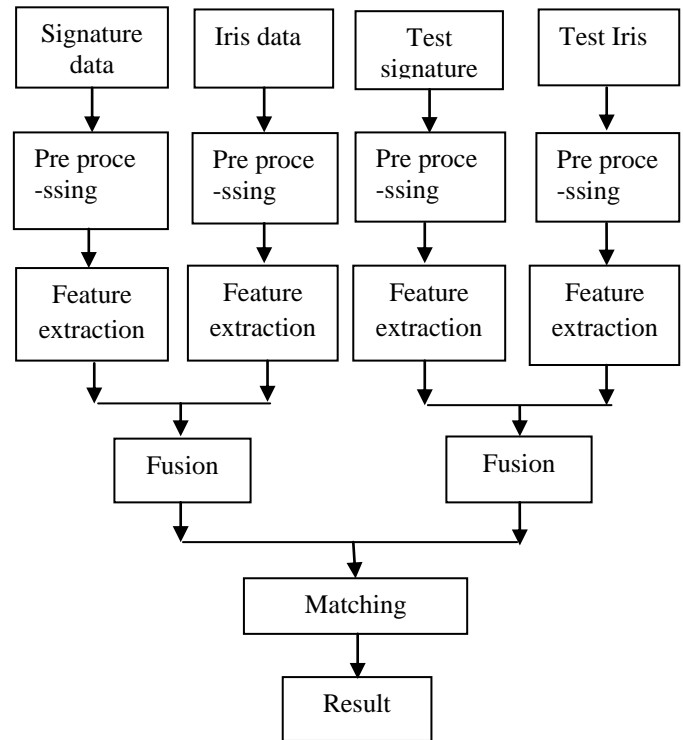 Signature
data
Iris data
Test
signature
Test Iris
Pre proce
-ssing
Pre proce
-ssing
Pre proce
-ssing
Pre proce
-ssing
Feature
extraction
Feature
extraction
Feature
extraction
Feature
extraction
Fusion
Fusion
Matching
Result